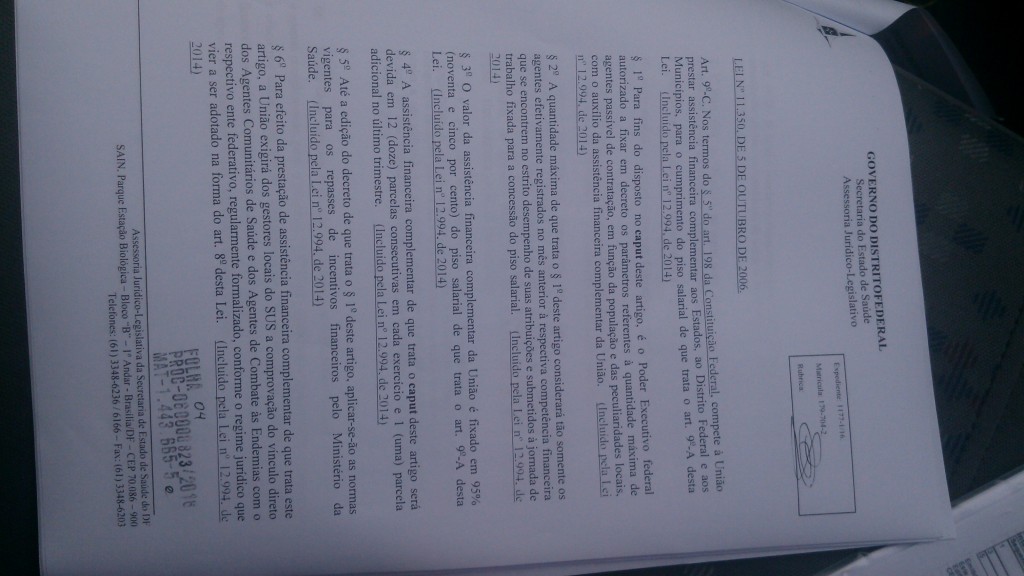 GOVERNO DO DISTRITO FEDERAL
Secretaria do Estado de Saúde
Assessoria Jurídico-Legislativo
Expediente: 1175-1/16
Matrícula: 179-704-2
Rubrica:
LEI Nº 11.350, DE 5 DE OUTUBRO DE 2006.
Art. 9º-C. Nos termos do § 5º do art. 198 da Constituição Federal, compete à União
prestar assistência financeira complementar aos Estados, ao Distrito Federal e aos
Municípios, para o cumprimento do piso salarial de que trata o art. 9º-A desta
Lei. (Incluído pela Lei nº 12.994, de 2014)
§ 1º Para fins do disposto no caput deste artigo, é o Poder Executivo federal
autorizado a fixar em decreto os parâmetros referentes à quantidade máxima de
agentes passível de contratação, em função da população e das peculiaridades locais,
com o auxílio da assistência financeira complementar da União. (Incluído pela Lei
nº 12.994, de 2014)
§ 2º A quantidade máxima de que trata o § 1º deste artigo considerará tão somente os
agentes efetivamente registrados no mês anterior à respectiva competência financeira
que se encontrem no estrito desempenho de suas atribuições e submetidos à jornada de
trabalho fixada para a concessão do piso salarial. (Incluído pela Lei nº 12.994, de
2014)
§ 3º O valor da assistência financeira complementar da União é fixado em 95%
(noventa e cinco por cento) do piso salarial de que trata o art. 9º-A desta
Lei. (Incluído pela Lei nº 12.994, de 2014)
§ 4º A assistência financeira complementar de que trata o caput deste artigo será
devida em 12 (doze) parcelas consecutivas em cada exercício e 1 (uma) parcela
adicional no último trimestre. (Incluído pela Lei nº 12.994, de 2014)
§ 5º Até a edição do decreto de que trata o § 1º deste artigo, aplicar-se-ão as normas
vigentes para os repasses de incentivos financeiros pelo Ministério da
Saúde. (Incluído pela Lei nº 12.994, de 2014)
§ 6º Para efeito da prestação de assistência financeira complementar de que trata este
artigo, a União exigirá dos gestores locais do SUS a comprovação do vínculo direto
dos Agentes Comunitários de Saúde e dos Agentes de Combate às Endemias com o
respectivo ente federativo, regularmente formalizado, conforme o regime jurídico que
vier a ser adotado na forma do art. 8º desta Lei. (Incluído pela Lei nº 12.994, de
2014)
FOLHA 04
MAT-1.443.
Assessoria Jurídico-Legislativa da Secretaria de Estado de Saúde do DF
SAIN, Parque Estação Biológica – Bloco "B" – 1º Andar - Brasília/DF – CEP 70.086 – 900
Telefones: (61) 3348-6236 / 6166 – Fax: (61) 3348-6203